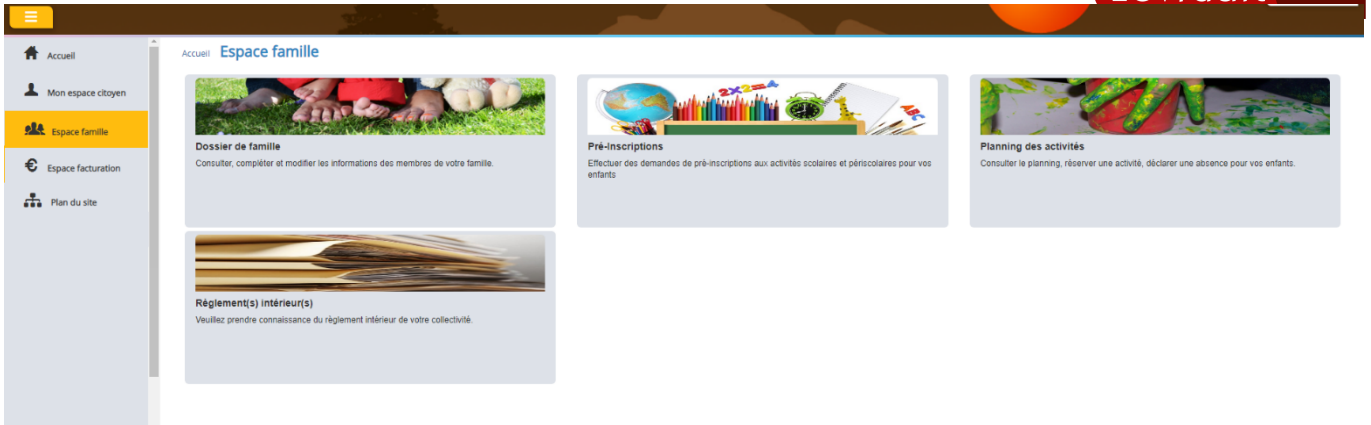 Accueil
Mon espace citoyen
Espace famille
Espace facturation
Plan du site
Accueil Espace famille
Dossier de famille
Consulter, compléter et modifier les informations des membres de votre famille.
2x2=4
ABC
Pré-Inscriptions
Effectuer des demandes de pré-inscriptions aux activités scolaires et périscolaires pour vos
enfants
Planning des activités
Consulter le planning, réserver une activité, déclarer une absence pour vos enfants.
Règlement(s) intérieur(s)
Veuillez prendre connaissance du règlement intérieur de votre collectivité.